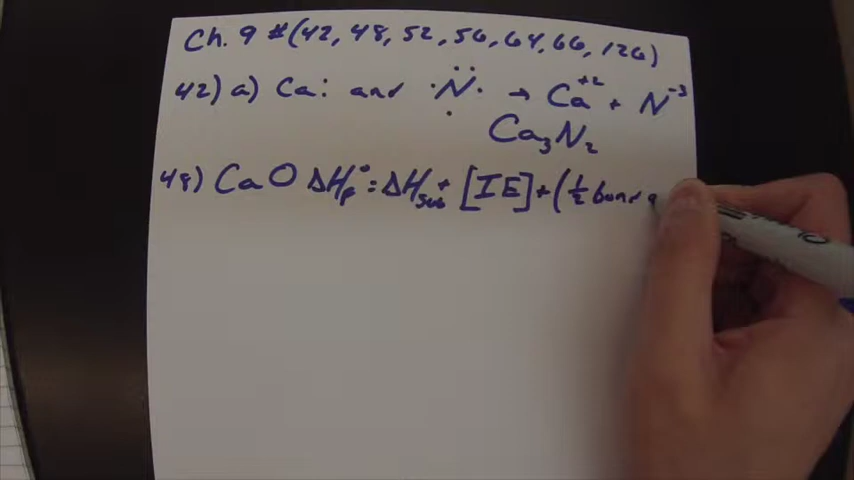 Ch. 9 #(42, 48, 52, 56, 64, 66, 126)
42) a) Ca: and ·N· → Ca⁺² + N⁻³
Ca₃N₂
48) CaO ΔH°f : ΔHsub + [IE] + (½ bond